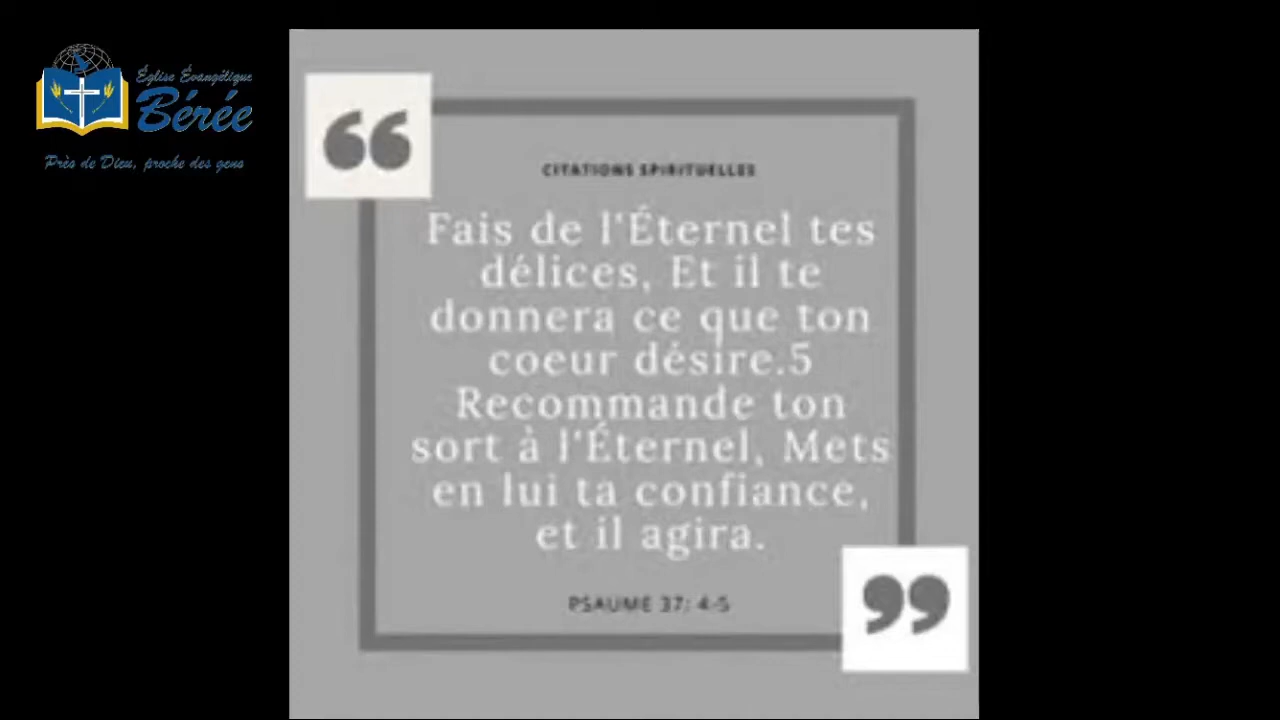 Église Évangélique
Bérée
Près de Dieu, proche des gens
“
CITATIONS SPIRITUELLES
Fais de l'Éternel tes
délices, Et il te
donnera ce que ton
coeur désire.5
Recommande ton
sort à l'Éternel, Mets
en lui ta confiance,
et il agira.
PSAUME 37: 4-5
”